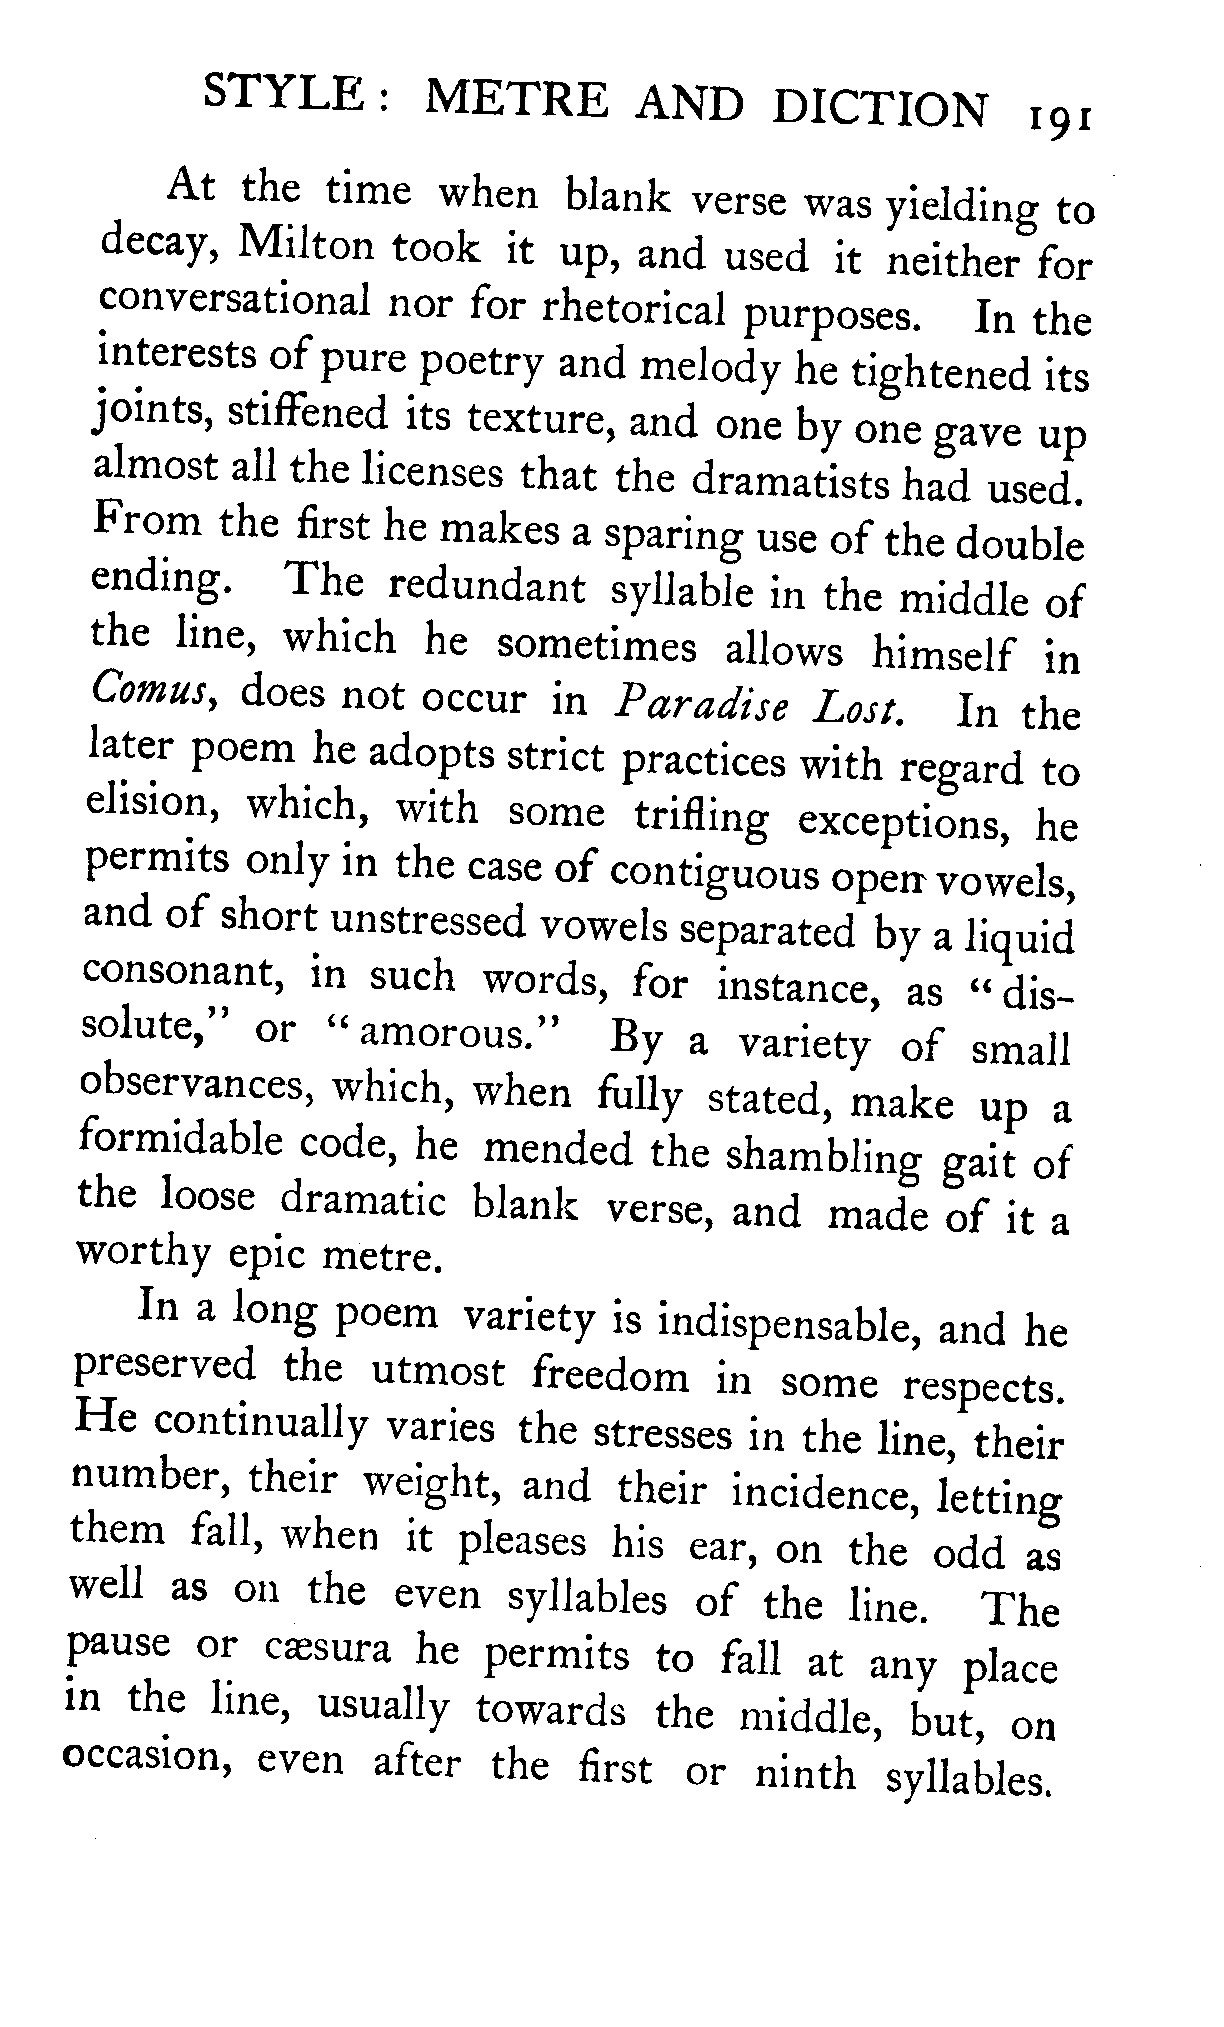 STYLE: METRE AND DICTION 191
At the time when blank verse was yielding to
decay, Milton took it up, and used it neither for
conversational nor for rhetorical purposes. In the
interests of pure poetry and melody he tightened its
joints, stiffened its texture, and one by one gave up
almost all the licenses that the dramatists had used.
From the first he makes a sparing use of the double
ending. The redundant syllable in the middle of
the line, which he sometimes allows himself in
Comus, does not occur in Paradise Lost. In the
later poem he adopts strict practices with regard to
elision, which, with some trifling exceptions, he
permits only in the case of contiguous open vowels,
and of short unstressed vowels separated by a liquid
consonant, in such words, for instance, as “dis-
solute,” or “amorous.” By a variety of small
observances, which, when fully stated, make up a
formidable code, he mended the shambling gait of
the loose dramatic blank verse, and made of it a
worthy epic metre.
In a long poem variety is indispensable, and he
preserved the utmost freedom in some respects.
He continually varies the stresses in the line, their
number, their weight, and their incidence, letting
them fall, when it pleases his ear, on the odd as
well as on the even syllables of the line. The
pause or cæsura he permits to fall at any place
in the line, usually towards the middle, but, on
occasion, even after the first or ninth syllables.